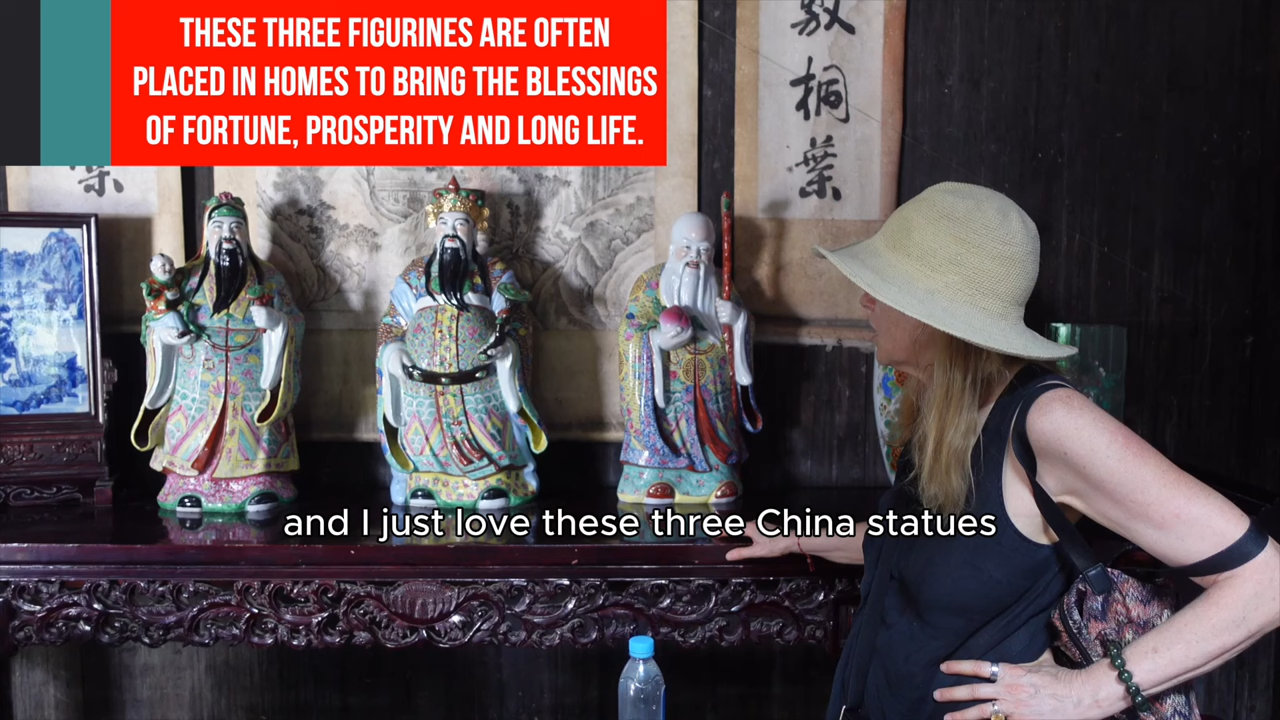 THESE THREE FIGURINES ARE OFTEN
PLACED IN HOMES TO BRING THE BLESSINGS
OF FORTUNE, PROSPERITY AND LONG LIFE.
桐
葉
and I just love these three China statues